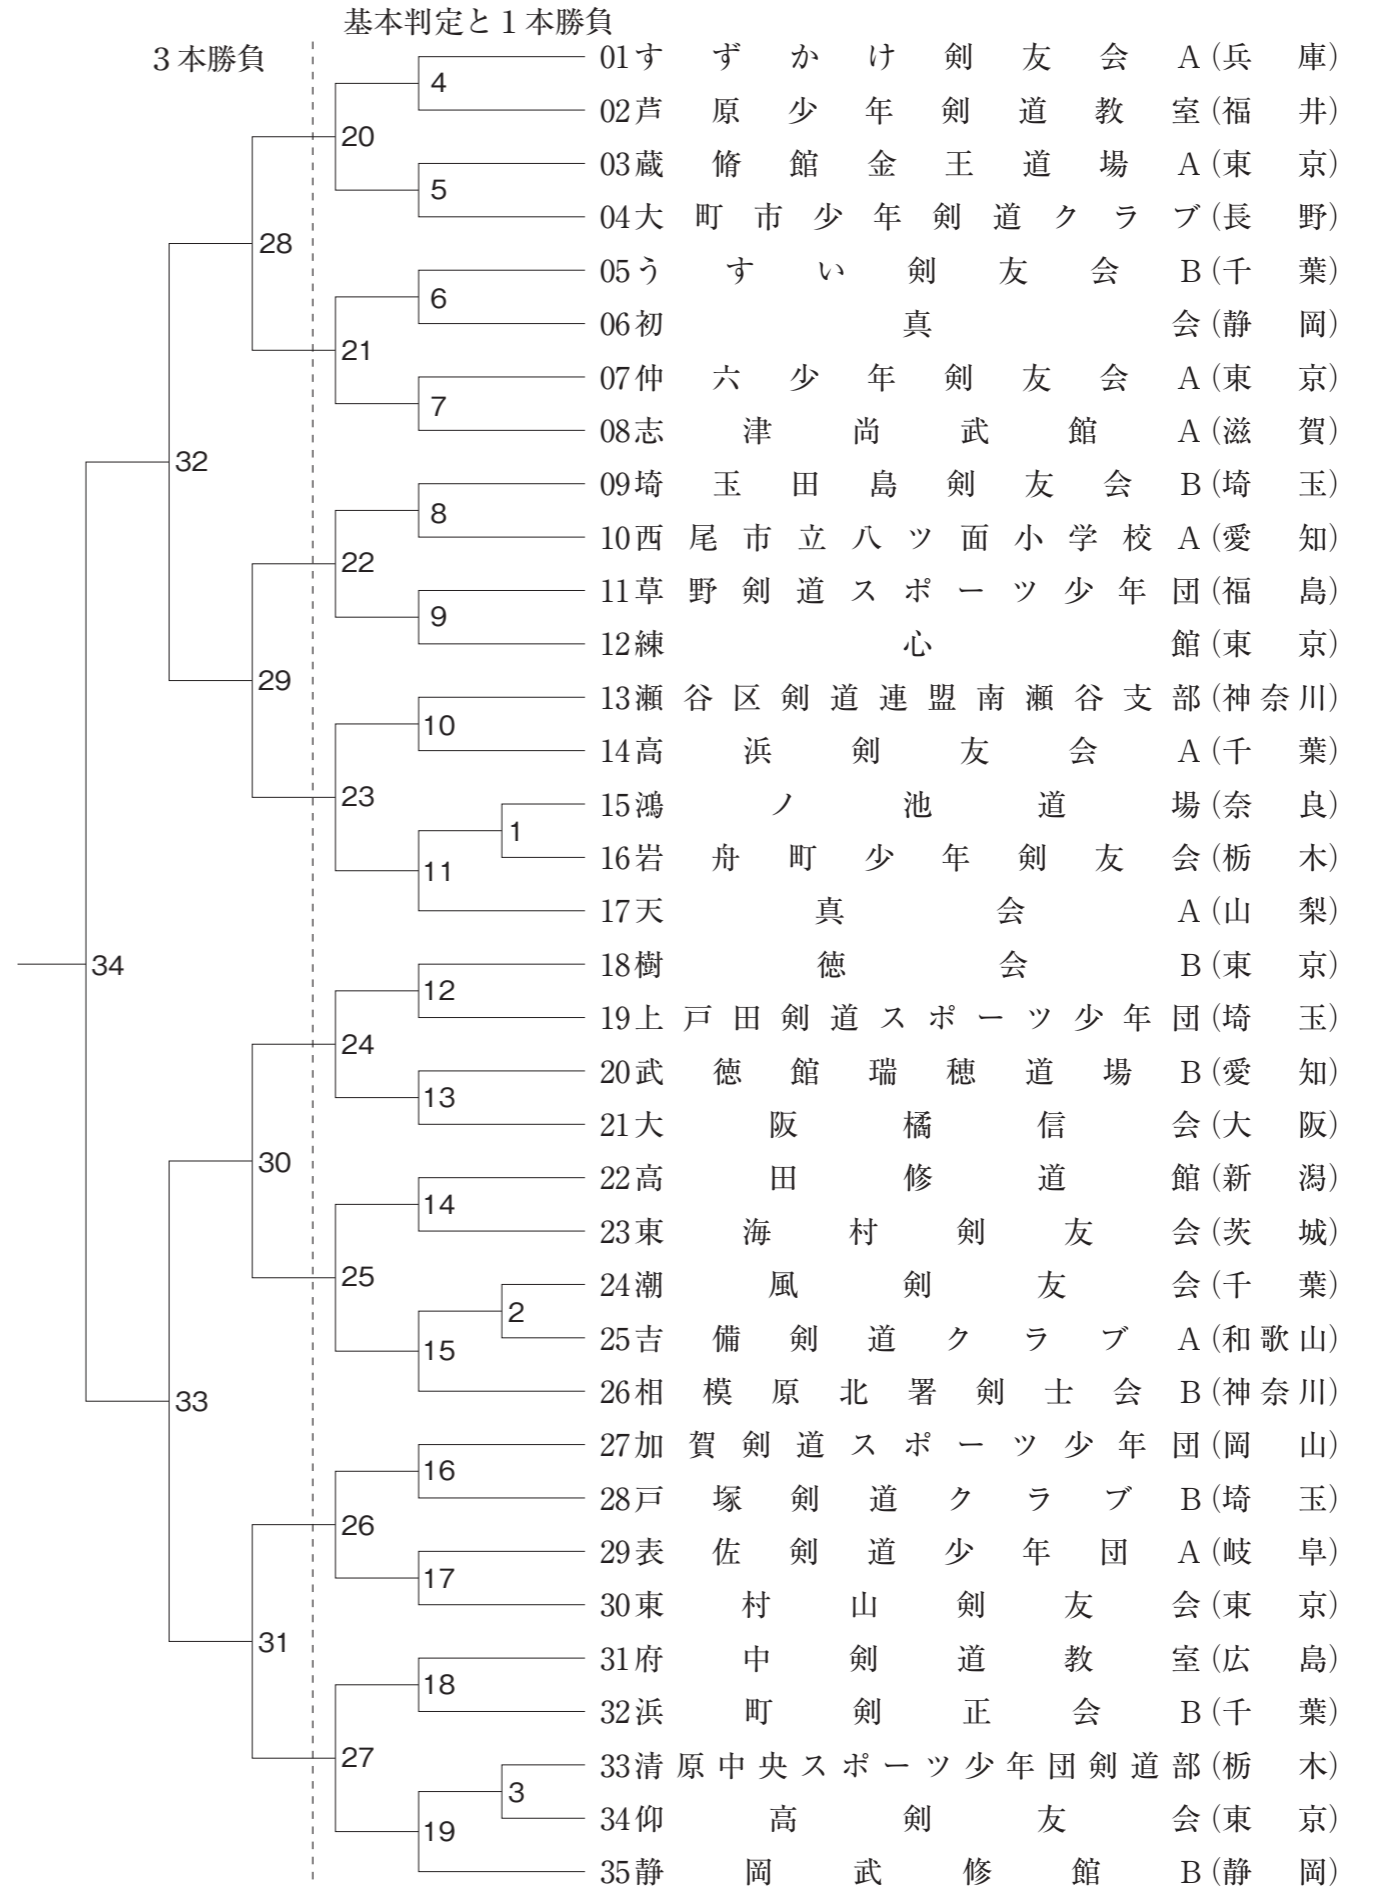 基本判定と１本勝負
３本勝負
01すずかけ剣友会A(兵庫)
4
02芦原少年剣道教室(福井)
20
03蔵脩館金王道場A(東京)
5
04大町市少年剣道クラブ(長野)
28
05うすい剣友会B(千葉)
6
06初真会(静岡)
21
07仲六少年剣友会A(東京)
7
08志津尚武館A(滋賀)
32
09埼玉田島剣友会B(埼玉)
8
10西尾市立八ツ面小学校A(愛知)
22
11草野剣道スポーツ少年団(福島)
9
12練心館(東京)
29
13瀬谷区剣道連盟南瀬谷支部(神奈川)
10
14高浜剣友会A(千葉)
23
15鴻ノ池道場(奈良)
1
16岩舟町少年剣友会(栃木)
11
17天真会A(山梨)
34
18樹徳会B(東京)
12
19上戸田剣道スポーツ少年団(埼玉)
24
20武徳館瑞穂道場B(愛知)
13
21大阪橘信会(大阪)
30
22高田修道館(新潟)
14
23東海村剣友会(茨城)
25
24潮風剣友会(千葉)
2
25吉備剣道クラブA(和歌山)
15
26相模原北署剣士会B(神奈川)
33
27加賀剣道スポーツ少年団(岡山)
16
28戸塚剣道クラブB(埼玉)
26
29表佐剣道少年団A(岐阜)
17
30東村山剣友会(東京)
31
31府中剣道教室(広島)
18
32浜町剣正会B(千葉)
27
33清原中央スポーツ少年団剣道部(栃木)
3
34仰高剣友会(東京)
19
35静岡武修館B(静岡)